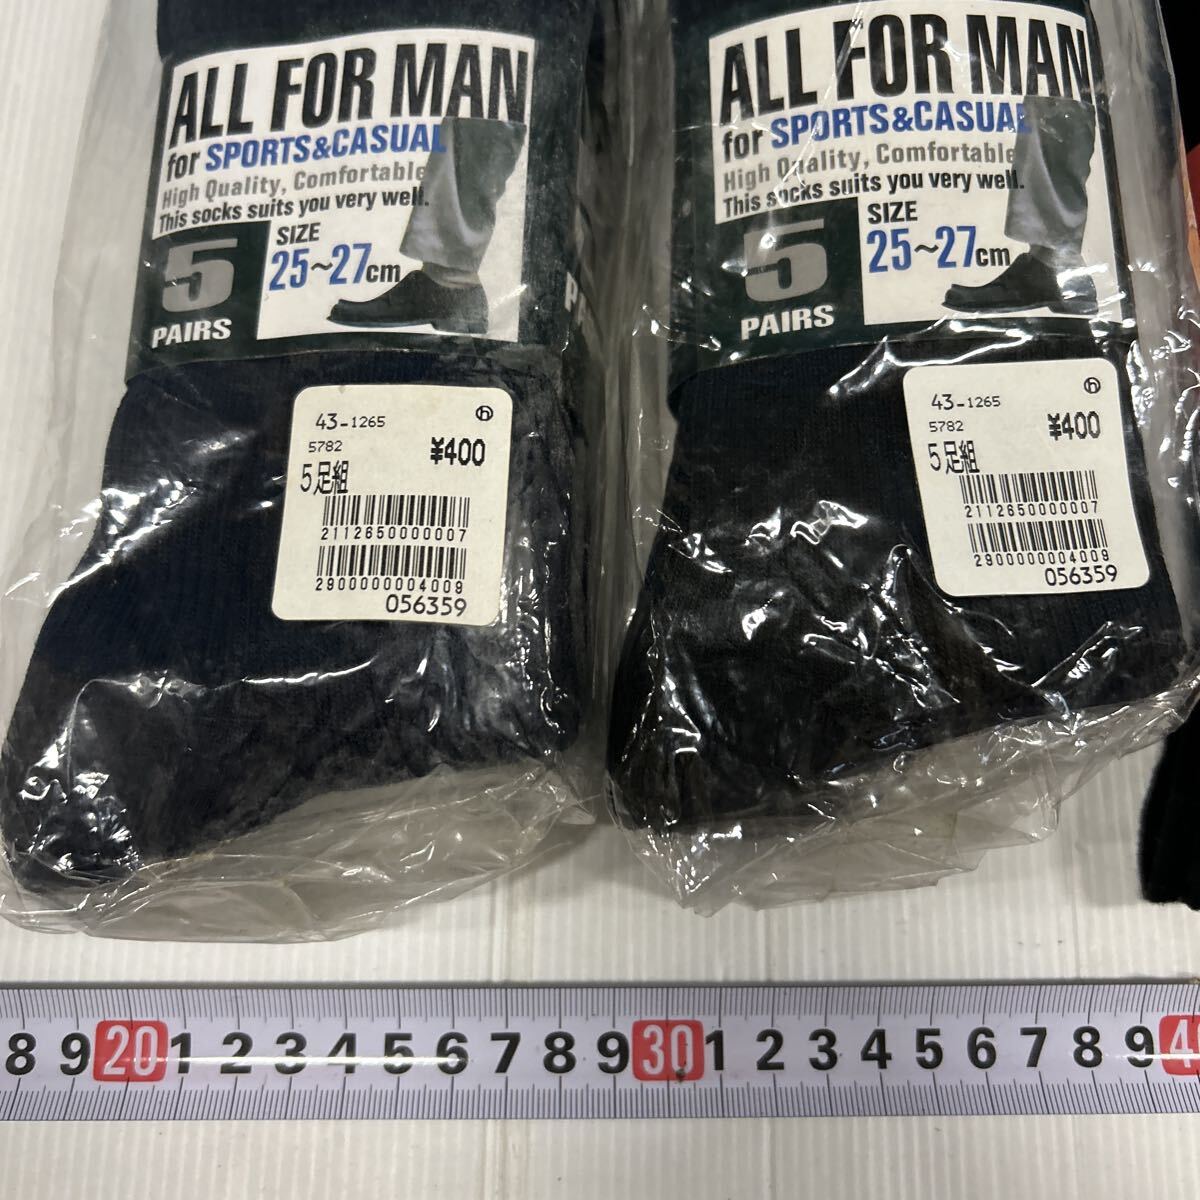 ALL FOR MAN
for SPORTS&CASUAL
High Quality, Comfortable
This socks suits you very well.
5
PAIRS
SIZE
25~27cm
43-1265
5782
¥400
5足組
2112650000007
2900000004009
056359
ALL FOR MAN
for SPORTS&CASUAL
High Quality, Comfortable
This socks suits you very well.
5
PAIRS
SIZE
25~27cm
43-1265
5782
¥400
5足組
2112650000007
2900000004009
056359
8 9 20 1 2 3 4 5 6 7 8 9 30 1 2 3 4 5 6 7 8 9 4